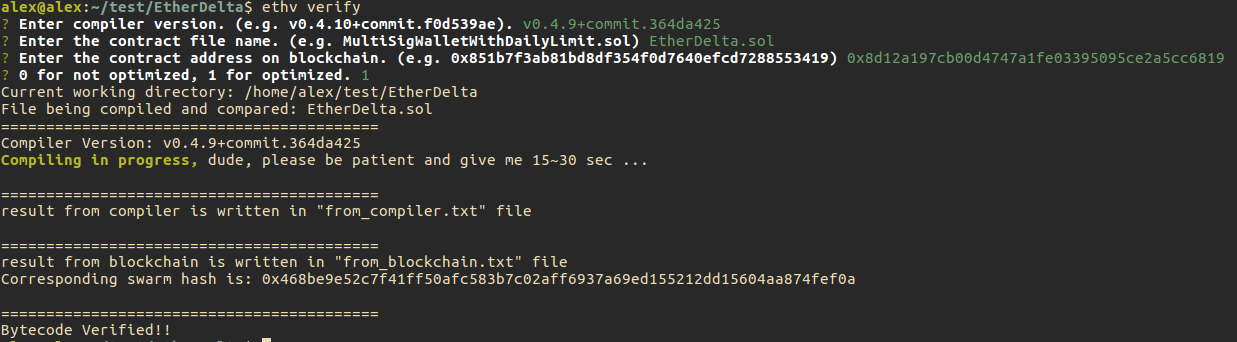 alex@alex:~/test/EtherDelta$ ethv verify
? Enter compiler version. (e.g. v0.4.10+commit.f0d539ae). v0.4.9+commit.364da425
? Enter the contract file name. (e.g. MultiSigWalletWithDailyLimit.sol) EtherDelta.sol
? Enter the contract address on blockchain. (e.g. 0x851b7f3ab81bd8df354f0d7640efcd7288553419) 0x8d12a197cb00d4747a1fe03395095ce2a5cc6819
? 0 for not optimized, 1 for optimized. 1
Current working directory: /home/alex/test/EtherDelta
File being compiled and compared: EtherDelta.sol
==========================================
Compiler Version: v0.4.9+commit.364da425
Compiling in progress, dude, please be patient and give me 15~30 sec ...
==========================================
result from compiler is written in "from_compiler.txt" file
==========================================
result from blockchain is written in "from_blockchain.txt" file
Corresponding swarm hash is: 0x468be9e52c7f41ff50afc583b7c02aff6937a69ed155212dd15604aa874fef0a
==========================================
Bytecode Verified!!